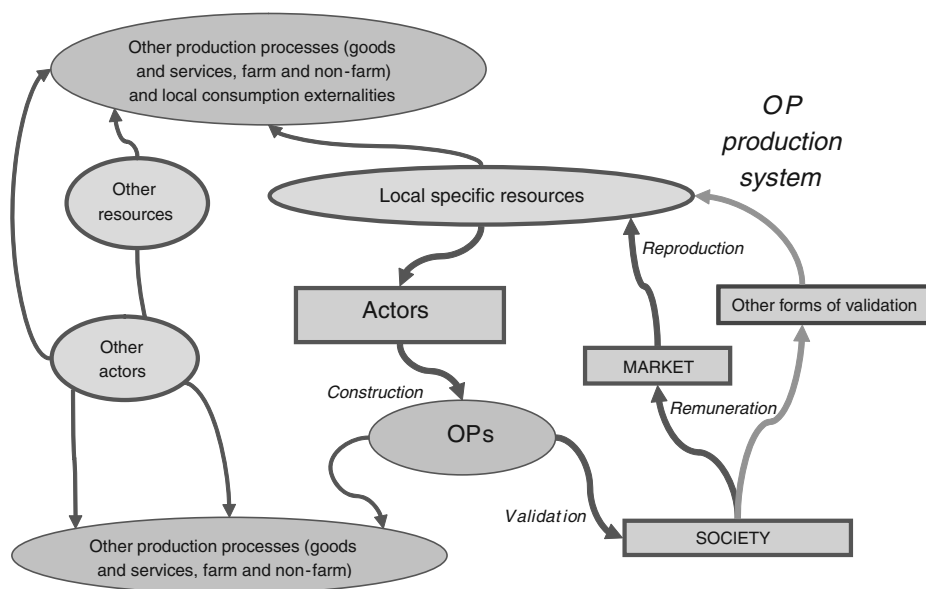 Other production processes (goods
and services, farm and non-farm)
and local consumption externalities
OP
production
system
Other
resources
Local specific resources
Reproduction
Actors
Other forms of validation
Other
actors
MARKET
Construction
Remuneration
OPs
Validation
SOCIETY
Other production processes (goods
and services, farm and non-farm)